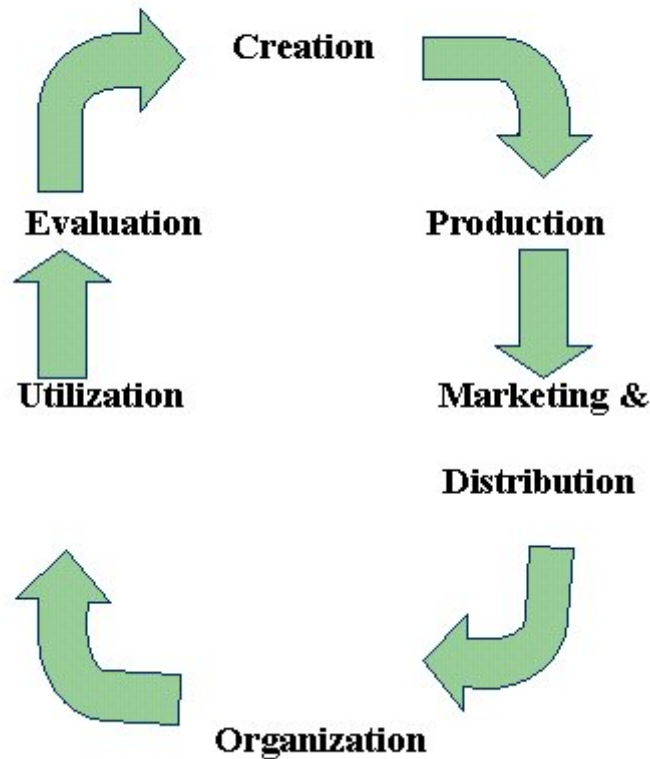 Creation
Evaluation
Production
Utilization
Marketing &
Distribution
Organization